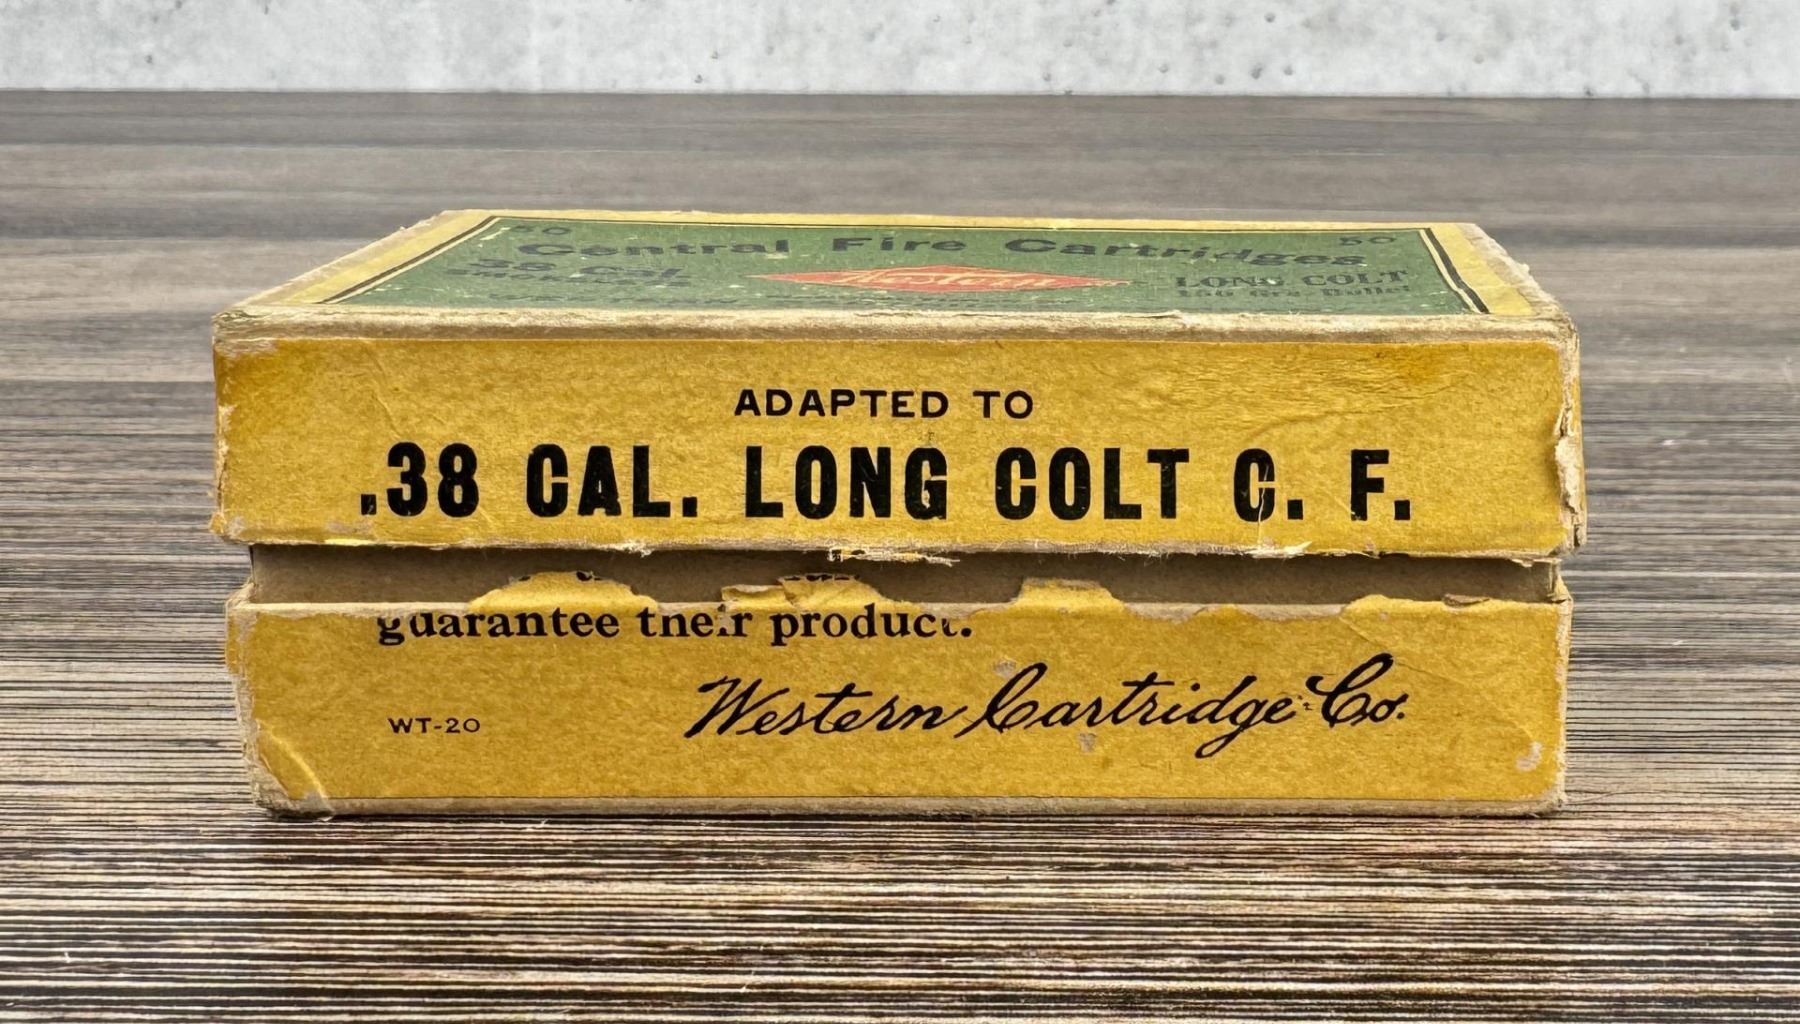 50 50
Central Fire Cartridges
38 Cal.
Western
LONG COLT
ADAPTED TO
.38 CAL. LONG COLT C. F.
guarantee their product.
WT-20
Western Cartridge Co.